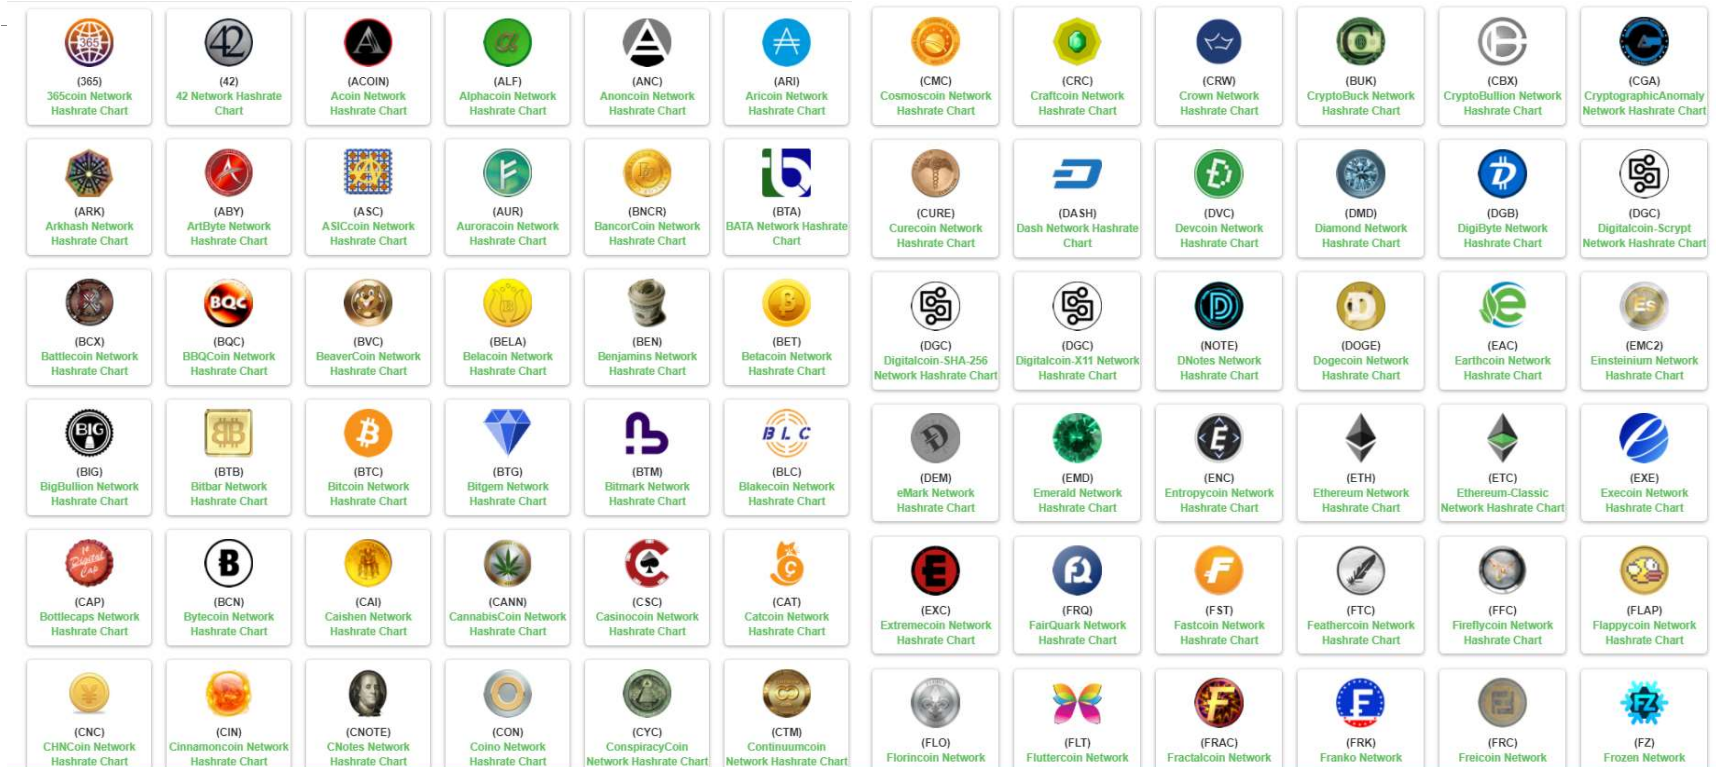 365
(365)
365coin Network
Hashrate Chart
42
(42)
42 Network Hashrate
Chart
(ACOIN)
Acoin Network
Hashrate Chart
(ALF)
Alphacoin Network
Hashrate Chart
(ANC)
Anoncoin Network
Hashrate Chart
(ARI)
Aricoin Network
Hashrate Chart
(ARK)
Arkhash Network
Hashrate Chart
(ABY)
ArtByte Network
Hashrate Chart
(ASC)
ASICcoin Network
Hashrate Chart
(AUR)
Auroracoin Network
Hashrate Chart
(BNCR)
BancorCoin Network
Hashrate Chart
(BTA)
BATA Network Hashrate
Chart
(BCX)
Battlecoin Network
Hashrate Chart
BQC
(BQC)
BBQCoin Network
Hashrate Chart
(BVC)
BeaverCoin Network
Hashrate Chart
(BELA)
Belacoin Network
Hashrate Chart
(BEN)
Benjamins Network
Hashrate Chart
(BET)
Betacoin Network
Hashrate Chart
BIG
(BIG)
BigBullion Network
Hashrate Chart
(BTB)
Bitbar Network
Hashrate Chart
(BTC)
Bitcoin Network
Hashrate Chart
(BTG)
Bitgem Network
Hashrate Chart
(BTM)
Bitmark Network
Hashrate Chart
BLC
(BLC)
Blakecoin Network
Hashrate Chart
Digital
Cap
(CAP)
Bottlecaps Network
Hashrate Chart
(BCN)
Bytecoin Network
Hashrate Chart
(CAI)
Caishen Network
Hashrate Chart
(CANN)
CannabisCoin Network
Hashrate Chart
(CSC)
Casinocoin Network
Hashrate Chart
(CAT)
Catcoin Network
Hashrate Chart
(CNC)
CHNCoin Network
Hashrate Chart
(CIN)
Cinnamoncoin Network
Hashrate Chart
(CNOTE)
CNotes Network
Hashrate Chart
(CON)
Coino Network
Hashrate Chart
(CYC)
ConspiracyCoin
Network Hashrate Chart
(CTM)
Continuumcoin
Network Hashrate Chart
(CMC)
Cosmoscoin Network
Hashrate Chart
(CRC)
Craftcoin Network
Hashrate Chart
(CRW)
Crown Network
Hashrate Chart
(BUK)
CryptoBuck Network
Hashrate Chart
(CBX)
CryptoBullion Network
Hashrate Chart
(CGA)
CryptographicAnomaly
Network Hashrate Chart
(CURE)
Curecoin Network
Hashrate Chart
(DASH)
Dash Network Hashrate
Chart
(DVC)
Devcoin Network
Hashrate Chart
(DMD)
Diamond Network
Hashrate Chart
(DGB)
DigiByte Network
Hashrate Chart
(DGC)
Digitalcoin-Scrypt
Network Hashrate Chart
(DGC)
Digitalcoin-SHA-256
Network Hashrate Chart
(DGC)
Digitalcoin-X11 Network
Hashrate Chart
(NOTE)
DNotes Network
Hashrate Chart
(DOGE)
Dogecoin Network
Hashrate Chart
(EAC)
Earthcoin Network
Hashrate Chart
Es
(EMC2)
Einsteinium Network
Hashrate Chart
(DEM)
eMark Network
Hashrate Chart
(EMD)
Emerald Network
Hashrate Chart
(ENC)
Entropycoin Network
Hashrate Chart
(ETH)
Ethereum Network
Hashrate Chart
(ETC)
Ethereum-Classic
Network Hashrate Chart
(EXE)
Execoin Network
Hashrate Chart
(EXC)
Extremecoin Network
Hashrate Chart
(FRQ)
FairQuark Network
Hashrate Chart
(FST)
Fastcoin Network
Hashrate Chart
(FTC)
Feathercoin Network
Hashrate Chart
(FFC)
Fireflycoin Network
Hashrate Chart
(FLAP)
Flappycoin Network
Hashrate Chart
(FLO)
Florincoin Network
(FLT)
Fluttercoin Network
(FRAC)
Fractalcoin Network
(FRK)
Franko Network
(FRC)
Freicoin Network
FZ
(FZ)
Frozen Network